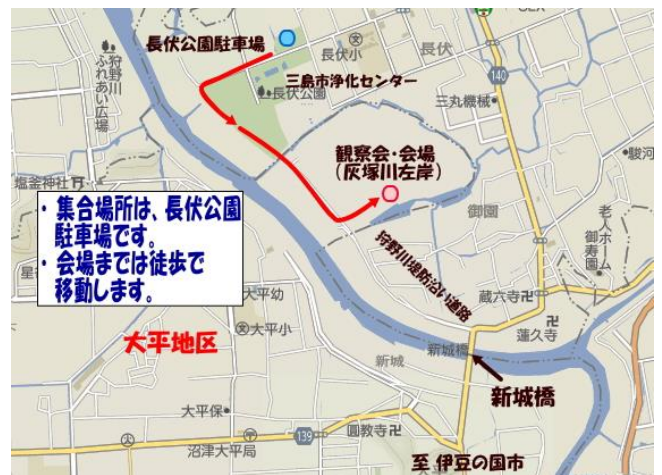 長伏公園駐車場
長伏小
長伏
三島市浄化センター
長伏公園
140
三丸機械
狩野川
ふれあい広場
観察会・会場
(灰塚川左岸)
駿河
塩釜神社
・ 集合場所は、長伏公園
駐車場です。
・ 会場までは徒歩で
移動します。
御園
老人ホーム
御寿園
狩野川堤防沿い道路
大平幼
大平小
蔵六寺
蓮久寺
大平地区
新城
新城橋
新城橋
大平保
139
沼津大平局
圓教寺
至 伊豆の国市